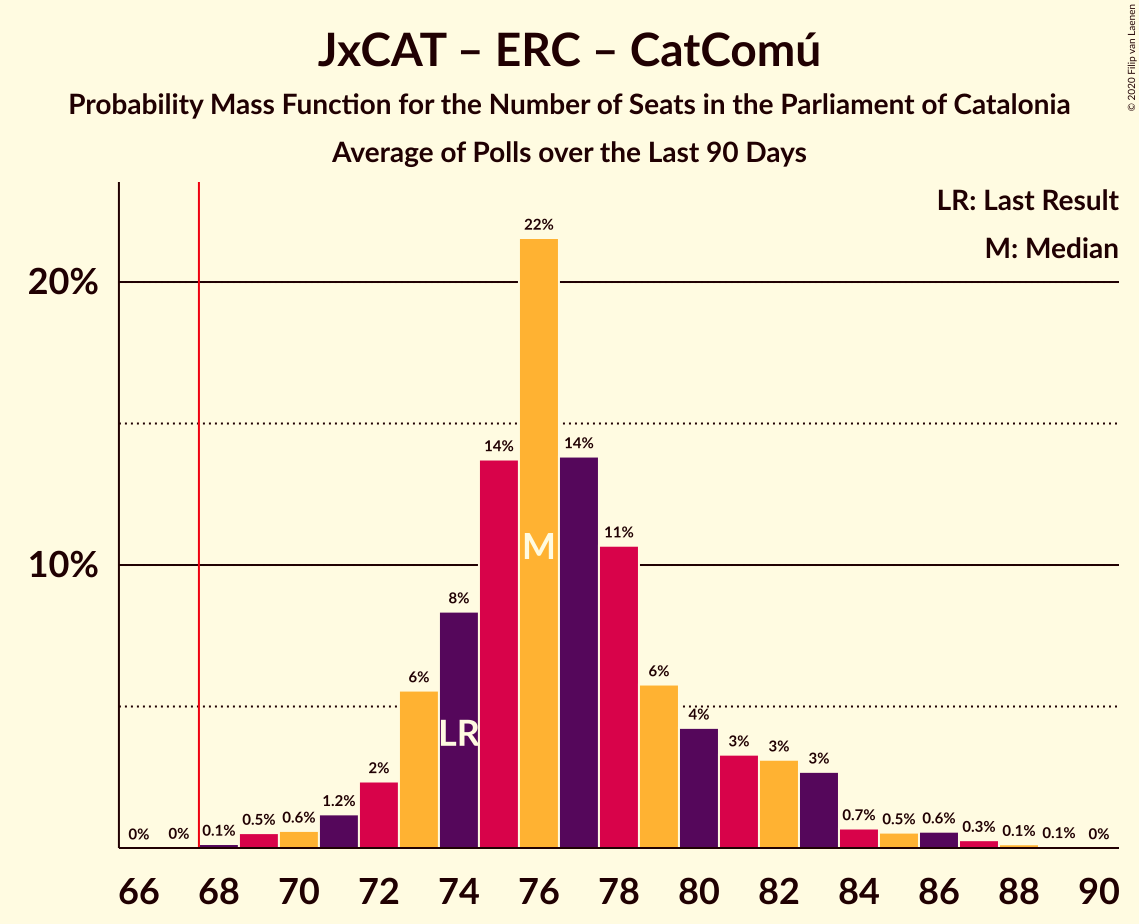 JxCAT – ERC – CatComú
Probability Mass Function for the Number of Seats in the Parliament of Catalonia
Average of Polls over the Last 90 Days
© 2020 Filip van Laenen
LR: Last Result
M: Median
20%
10%
0% 0% 0.1% 0.5% 0.6% 1.2% 2% 6% 8% 14% 22% 14% 11% 6% 4% 3% 3% 3% 0.7% 0.5% 0.6% 0.3% 0.1% 0.1% 0%
M
LR
66 68 70 72 74 76 78 80 82 84 86 88 90